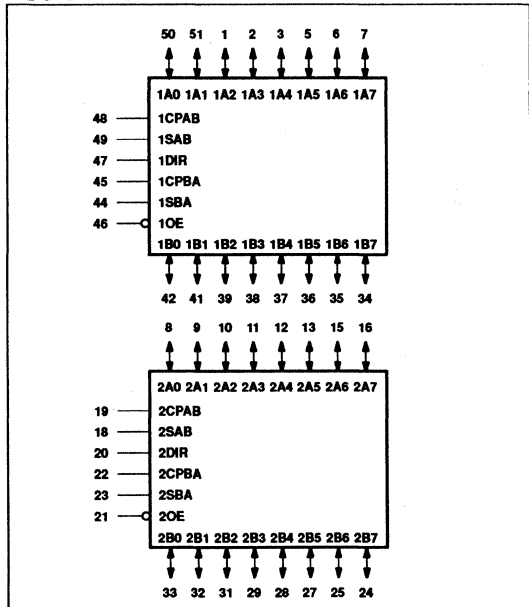 50 51 1 2 3 5 6 7
1A0 1A1 1A2 1A3 1A4 1A5 1A6 1A7
48 1CPAB
49 1SAB
47 1DIR
45 1CPBA
44 1SBA
46 1OE
1B0 1B1 1B2 1B3 1B4 1B5 1B6 1B7
42 41 39 38 37 36 35 34
8 9 10 11 12 13 15 16
2A0 2A1 2A2 2A3 2A4 2A5 2A6 2A7
19 2CPAB
18 2SAB
20 2DIR
22 2CPBA
23 2SBA
21 2OE
2B0 2B1 2B2 2B3 2B4 2B5 2B6 2B7
33 32 31 29 28 27 25 24